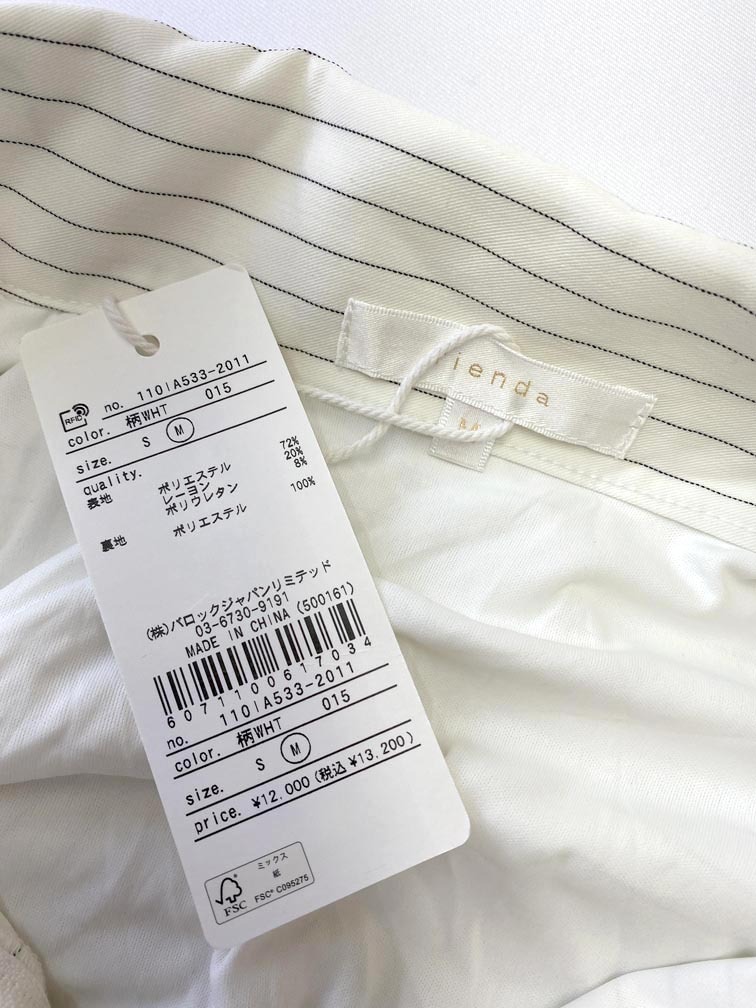 RFID
no. 110IA533-2011
color. 柄WHT 015
size. S M
quality.
表地 ポリエステル 72%
レーヨン 20%
ポリウレタン 8%
裏地 ポリエステル 100%
(株)バロックジャパンリミテッド
03-6730-9191
MADE IN CHINA (500161)
6071100617034
no. 110IA533-2011
color. 柄WHT 015
size. S M
price. ¥12.000(税込 ¥13.200)
ミックス
紙
FSC
FSC® C095275
ienda
M